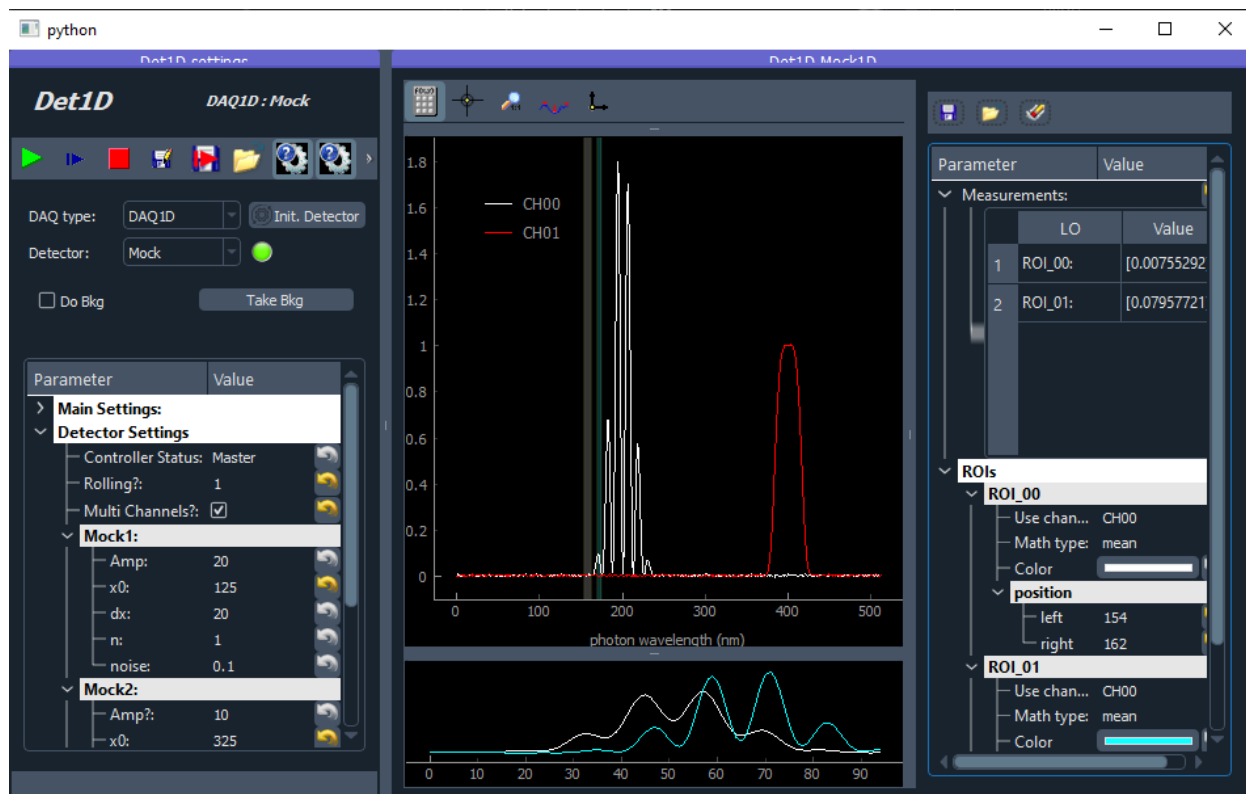 python
Det1D settings
Det1D Mock1D
Det1D DAQ1D : Mock
DAQ type: DAQ1D Init. Detector
Detector: Mock
Do Bkg Take Bkg
Parameter Value
Main Settings:
Detector Settings
Controller Status: Master
Rolling?: 1
Multi Channels?:
Mock1:
Amp: 20
x0: 125
dx: 20
n: 1
noise: 0.1
Mock2:
Amp?: 10
x0: 325
1.8
1.6
1.4
1.2
1
0.8
0.6
0.4
0.2
0
CH00
CH01
0 100 200 300 400 500
photon wavelength (nm)
0 10 20 30 40 50 60 70 80 90
Parameter Value
Measurements:
LO Value
1 ROI_00: [0.00755292
2 ROI_01: [0.07957721
ROIs
ROI_00
Use chan... CH00
Math type: mean
Color
position
left 154
right 162
ROI_01
Use chan... CH00
Math type: mean
Color